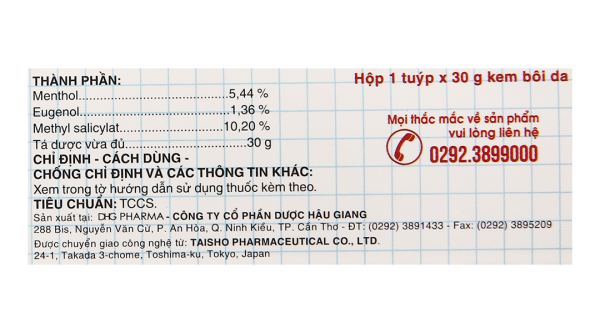 THÀNH PHẦN:
Menthol..............................................5,44 %
Eugenol..............................................1,36 %
Methyl salicylat..............................10,20 %
Tá dược vừa đủ.................................30 g
CHỈ ĐỊNH - CÁCH DÙNG -
CHỐNG CHỈ ĐỊNH VÀ CÁC THÔNG TIN KHÁC:
Xem trong tờ hướng dẫn sử dụng thuốc kèm theo.
TIÊU CHUẨN: TCCS.
Sản xuất tại: DHG PHARMA - CÔNG TY CỔ PHẦN DƯỢC HẬU GIANG
288 Bis, Nguyễn Văn Cừ, P. An Hòa, Q. Ninh Kiều, TP. Cần Thơ - ĐT: (0292) 3891433 - Fax: (0292) 3895209
Được chuyển giao công nghệ từ: TAISHO PHARMACEUTICAL CO., LTD.
24-1, Takada 3-chome, Toshima-ku, Tokyo, Japan
Hộp 1 tuýp x 30 g kem bôi da
Mọi thắc mắc về sản phẩm
vui lòng liên hệ
0292.3899000